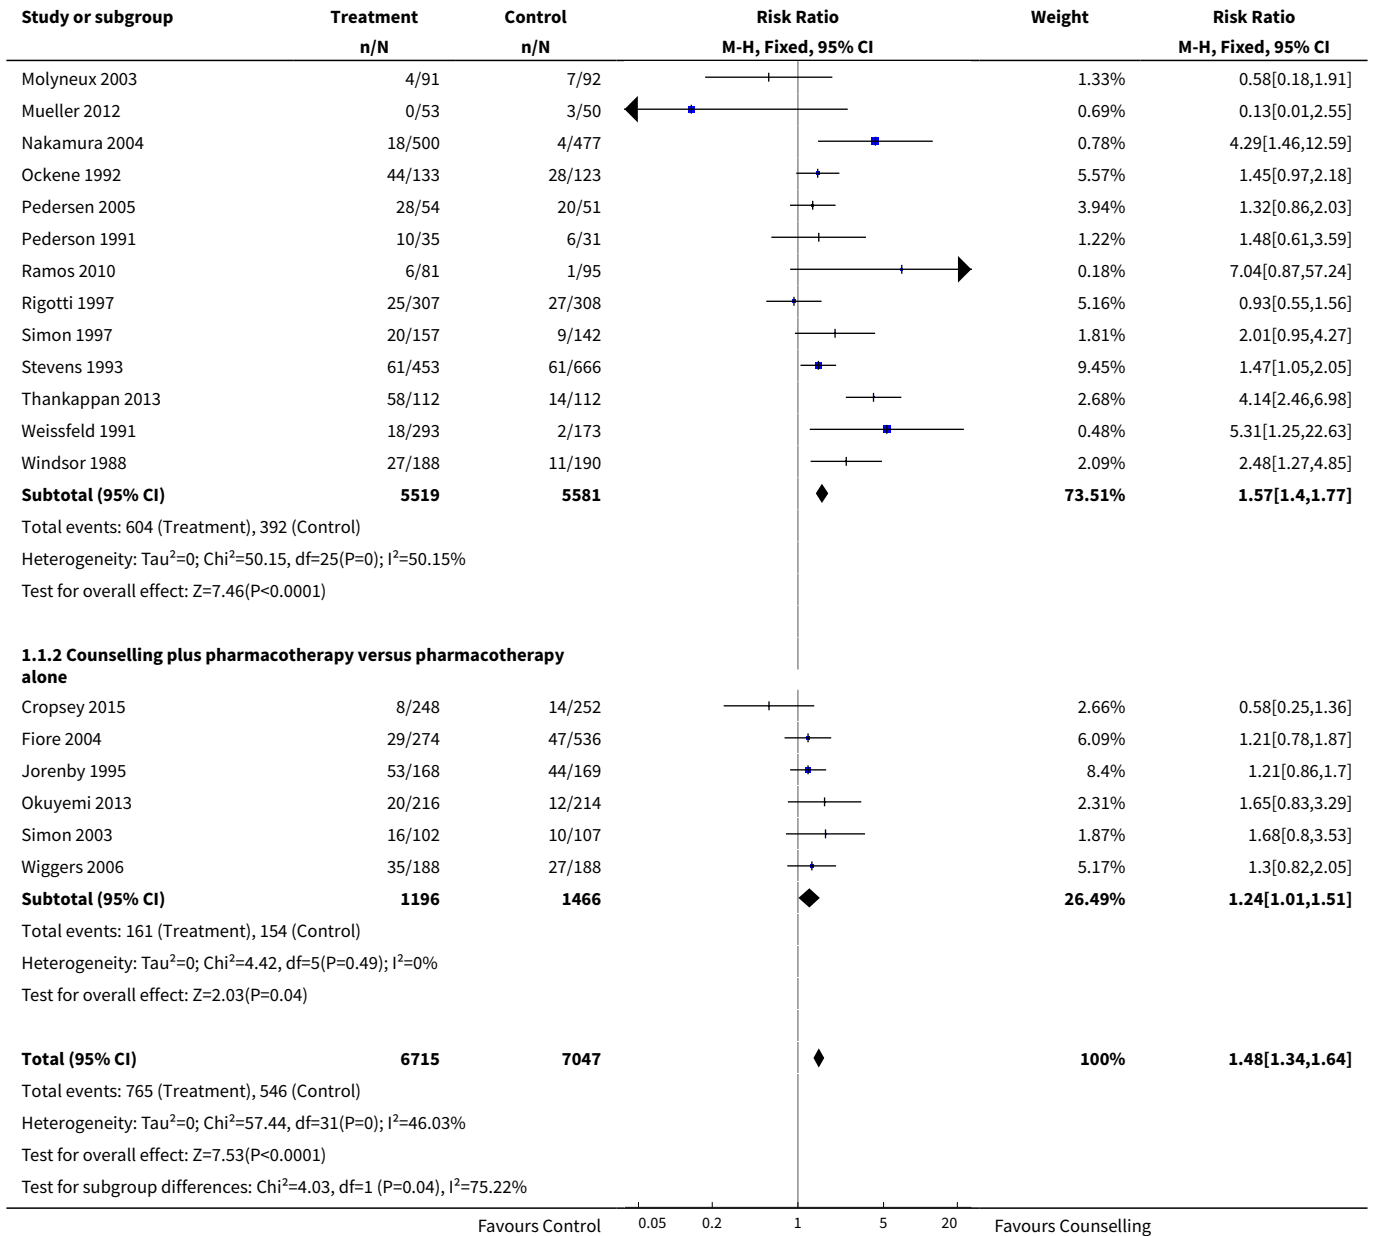 Study or subgroup Treatment Control Risk Ratio Weight Risk Ratio
n/N n/N M-H, Fixed, 95% CI M-H, Fixed, 95% CI
Molyneux 2003 4/91 7/92 1.33% 0.58[0.18,1.91]
Mueller 2012 0/53 3/50 0.69% 0.13[0.01,2.55]
Nakamura 2004 18/500 4/477 0.78% 4.29[1.46,12.59]
Ockene 1992 44/133 28/123 5.57% 1.45[0.97,2.18]
Pedersen 2005 28/54 20/51 3.94% 1.32[0.86,2.03]
Pederson 1991 10/35 6/31 1.22% 1.48[0.61,3.59]
Ramos 2010 6/81 1/95 0.18% 7.04[0.87,57.24]
Rigotti 1997 25/307 27/308 5.16% 0.93[0.55,1.56]
Simon 1997 20/157 9/142 1.81% 2.01[0.95,4.27]
Stevens 1993 61/453 61/666 9.45% 1.47[1.05,2.05]
Thankappan 2013 58/112 14/112 2.68% 4.14[2.46,6.98]
Weissfeld 1991 18/293 2/173 0.48% 5.31[1.25,22.63]
Windsor 1988 27/188 11/190 2.09% 2.48[1.27,4.85]
Subtotal (95% CI) 5519 5581 73.51% 1.57[1.4,1.77]
Total events: 604 (Treatment), 392 (Control)
Heterogeneity: Tau²=0; Chi²=50.15, df=25(P=0); I²=50.15%
Test for overall effect: Z=7.46(P<0.0001)
1.1.2 Counselling plus pharmacotherapy versus pharmacotherapy
alone
Cropsey 2015 8/248 14/252 2.66% 0.58[0.25,1.36]
Fiore 2004 29/274 47/536 6.09% 1.21[0.78,1.87]
Jorenby 1995 53/168 44/169 8.4% 1.21[0.86,1.7]
Okuyemi 2013 20/216 12/214 2.31% 1.65[0.83,3.29]
Simon 2003 16/102 10/107 1.87% 1.68[0.8,3.53]
Wiggers 2006 35/188 27/188 5.17% 1.3[0.82,2.05]
Subtotal (95% CI) 1196 1466 26.49% 1.24[1.01,1.51]
Total events: 161 (Treatment), 154 (Control)
Heterogeneity: Tau²=0; Chi²=4.42, df=5(P=0.49); I²=0%
Test for overall effect: Z=2.03(P=0.04)
Total (95% CI) 6715 7047 100% 1.48[1.34,1.64]
Total events: 765 (Treatment), 546 (Control)
Heterogeneity: Tau²=0; Chi²=57.44, df=31(P=0); I²=46.03%
Test for overall effect: Z=7.53(P<0.0001)
Test for subgroup differences: Chi²=4.03, df=1 (P=0.04), I²=75.22%
Favours Control 0.05 0.2 1 5 20 Favours Counselling